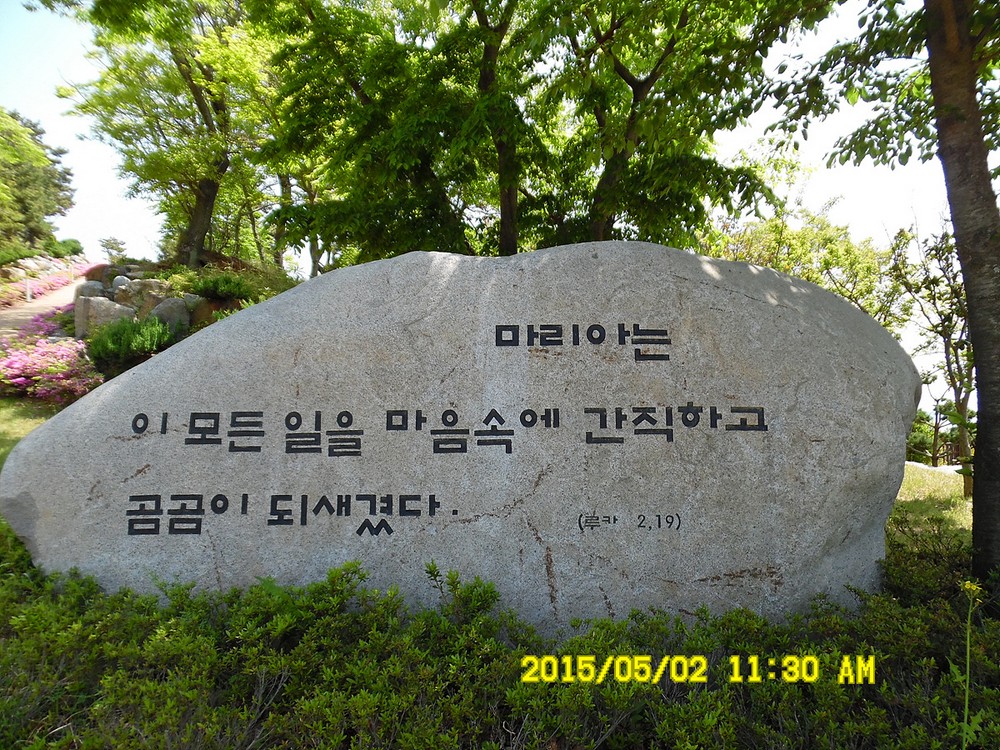 마리아는
이 모든 일을 마음속에 간직하고
곰곰이 되새겼다.
(루카 2,19)
2015/05/02 11:30 AM